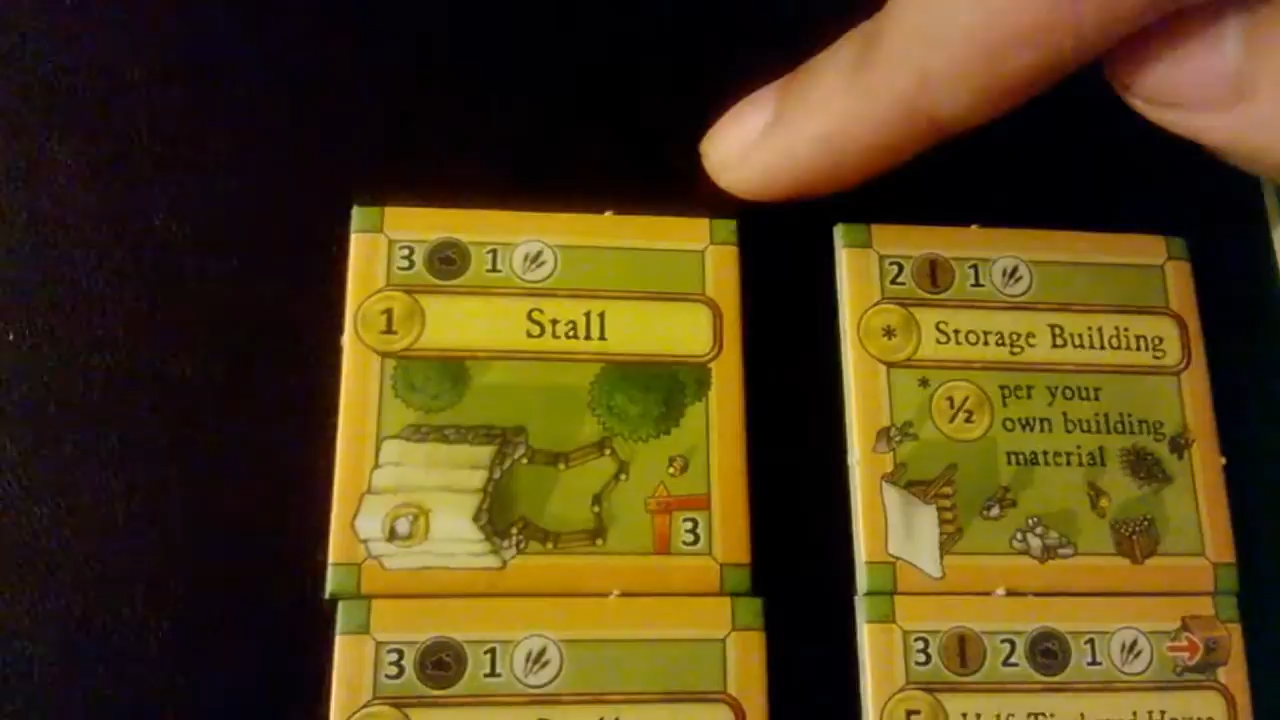 3 1
1 Stall
3
2 1
* Storage Building
* ½ per your
own building
material
3 1
3 2 1